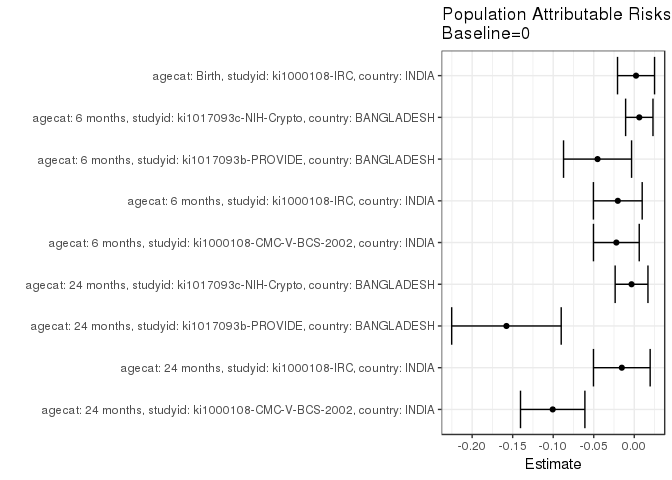 Population Attributable Risks
Baseline=0
agecat: Birth, studyid: ki1000108-IRC, country: INDIA
agecat: 6 months, studyid: ki1017093c-NIH-Crypto, country: BANGLADESH
agecat: 6 months, studyid: ki1017093b-PROVIDE, country: BANGLADESH
agecat: 6 months, studyid: ki1000108-IRC, country: INDIA
agecat: 6 months, studyid: ki1000108-CMC-V-BCS-2002, country: INDIA
agecat: 24 months, studyid: ki1017093c-NIH-Crypto, country: BANGLADESH
agecat: 24 months, studyid: ki1017093b-PROVIDE, country: BANGLADESH
agecat: 24 months, studyid: ki1000108-IRC, country: INDIA
agecat: 24 months, studyid: ki1000108-CMC-V-BCS-2002, country: INDIA
-0.20 -0.15 -0.10 -0.05 0.00
Estimate